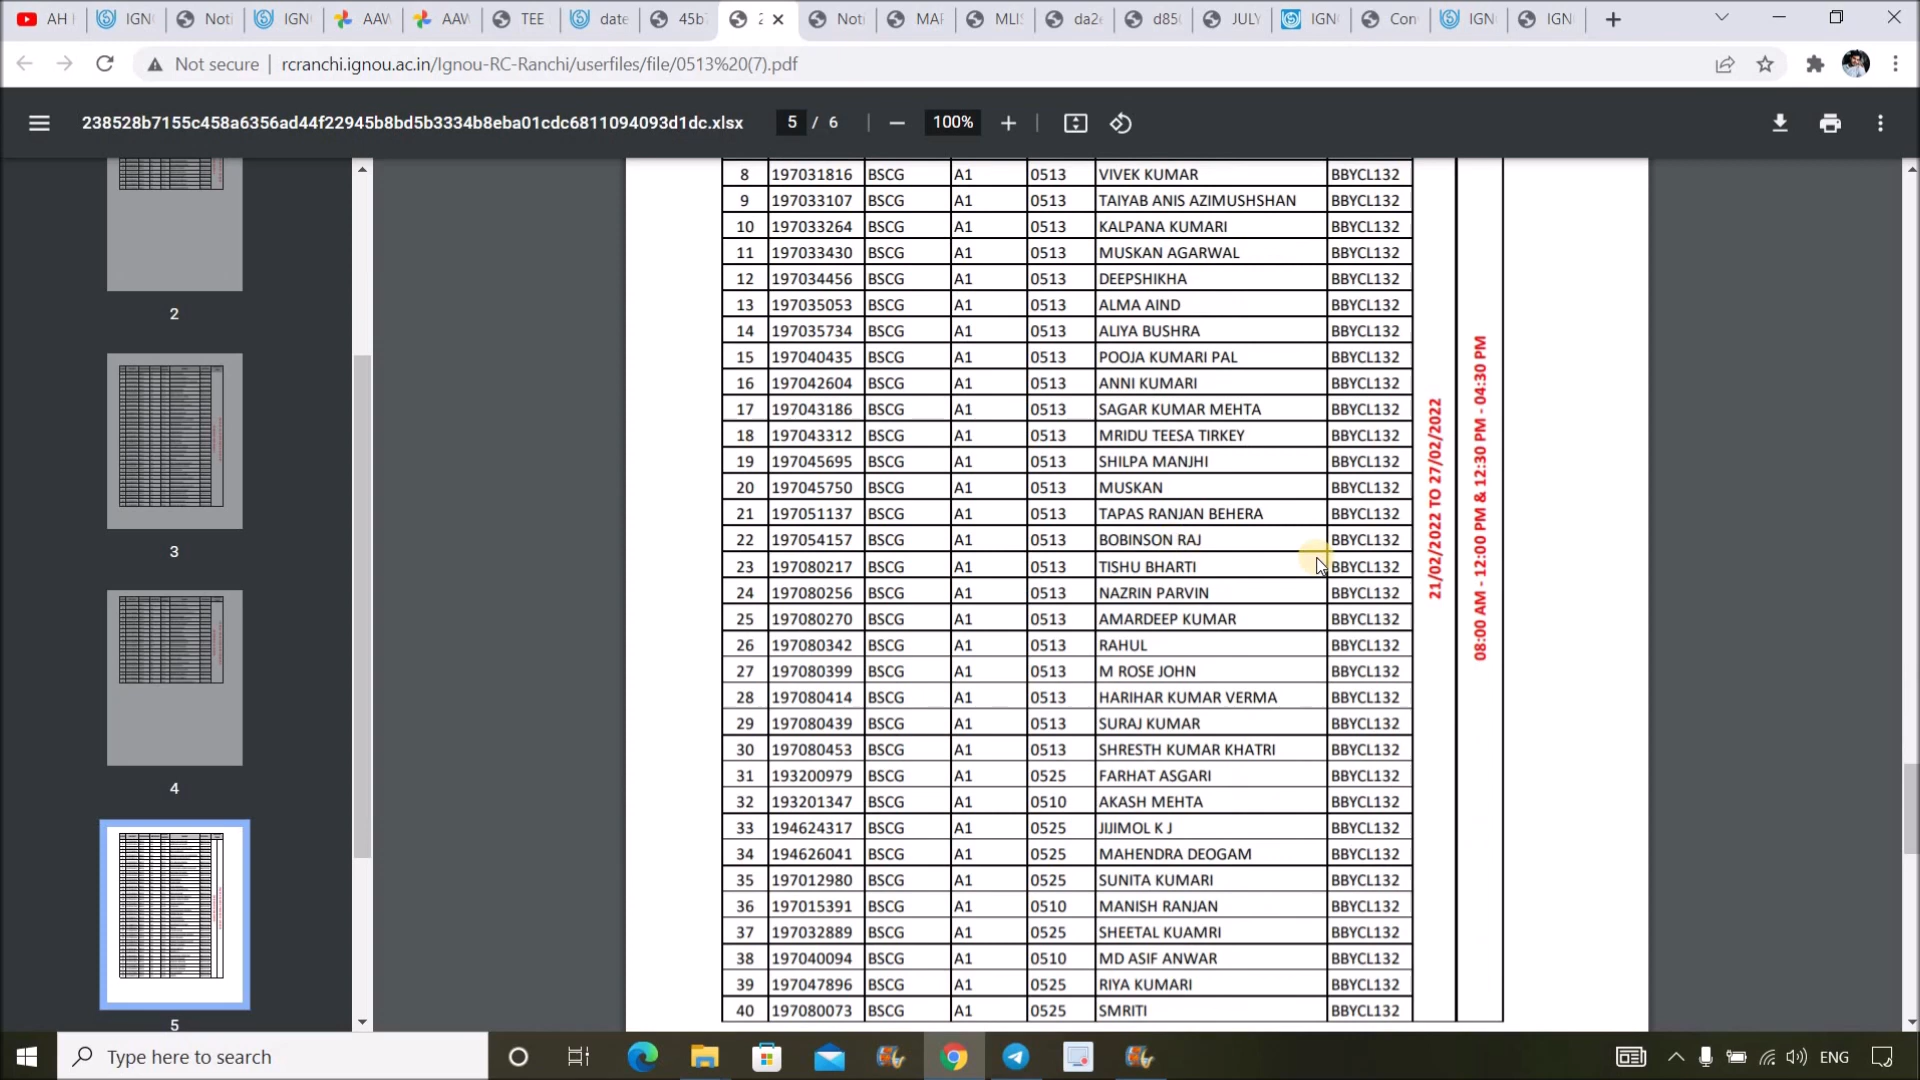 AH I
IGN
Noti
IGN
AAW
AAW
TEE
date
45b
2
Noti
MAR
MLIS
da2
d85
JULY
IGN
Con
IGN
IGN
Not secure
rcranchi.ignou.ac.in/Ignou-RC-Ranchi/userfiles/file/0513%20(7).pdf
238528b7155c458a6356ad44f22945b8bd5b3334b8eba01cdc6811094093d1dc.xlsx
5 / 6
100%
2
3
4
5
8 197031816 BSCG A1 0513 VIVEK KUMAR BBYCL132
9 197033107 BSCG A1 0513 TAIYAB ANIS AZIMUSHSHAN BBYCL132
10 197033264 BSCG A1 0513 KALPANA KUMARI BBYCL132
11 197033430 BSCG A1 0513 MUSKAN AGARWAL BBYCL132
12 197034456 BSCG A1 0513 DEEPSHIKHA BBYCL132
13 197035053 BSCG A1 0513 ALMA AIND BBYCL132
14 197035734 BSCG A1 0513 ALIYA BUSHRA BBYCL132
15 197040435 BSCG A1 0513 POOJA KUMARI PAL BBYCL132
16 197042604 BSCG A1 0513 ANNI KUMARI BBYCL132
17 197043186 BSCG A1 0513 SAGAR KUMAR MEHTA BBYCL132
18 197043312 BSCG A1 0513 MRIDU TEESA TIRKEY BBYCL132
19 197045695 BSCG A1 0513 SHILPA MANJHI BBYCL132
20 197045750 BSCG A1 0513 MUSKAN BBYCL132
21 197051137 BSCG A1 0513 TAPAS RANJAN BEHERA BBYCL132
22 197054157 BSCG A1 0513 BOBINSON RAJ BBYCL132
23 197080217 BSCG A1 0513 TISHU BHARTI BBYCL132
24 197080256 BSCG A1 0513 NAZRIN PARVIN BBYCL132
25 197080270 BSCG A1 0513 AMARDEEP KUMAR BBYCL132
26 197080342 BSCG A1 0513 RAHUL BBYCL132
27 197080399 BSCG A1 0513 M ROSE JOHN BBYCL132
28 197080414 BSCG A1 0513 HARIHAR KUMAR VERMA BBYCL132
29 197080439 BSCG A1 0513 SURAJ KUMAR BBYCL132
30 197080453 BSCG A1 0513 SHRESTH KUMAR KHATRI BBYCL132
31 193200979 BSCG A1 0525 FARHAT ASGARI BBYCL132
32 193201347 BSCG A1 0510 AKASH MEHTA BBYCL132
33 194624317 BSCG A1 0525 JIJIMOL K J BBYCL132
34 194626041 BSCG A1 0525 MAHENDRA DEOGAM BBYCL132
35 197012980 BSCG A1 0525 SUNITA KUMARI BBYCL132
36 197015391 BSCG A1 0510 MANISH RANJAN BBYCL132
37 197032889 BSCG A1 0525 SHEETAL KUAMRI BBYCL132
38 197040094 BSCG A1 0510 MD ASIF ANWAR BBYCL132
39 197047896 BSCG A1 0525 RIYA KUMARI BBYCL132
40 197080073 BSCG A1 0525 SMRITI BBYCL132
21/02/2022 TO 27/02/2022
08:00 AM - 12:00 PM & 12:30 PM - 04:30 PM
Type here to search
ENG